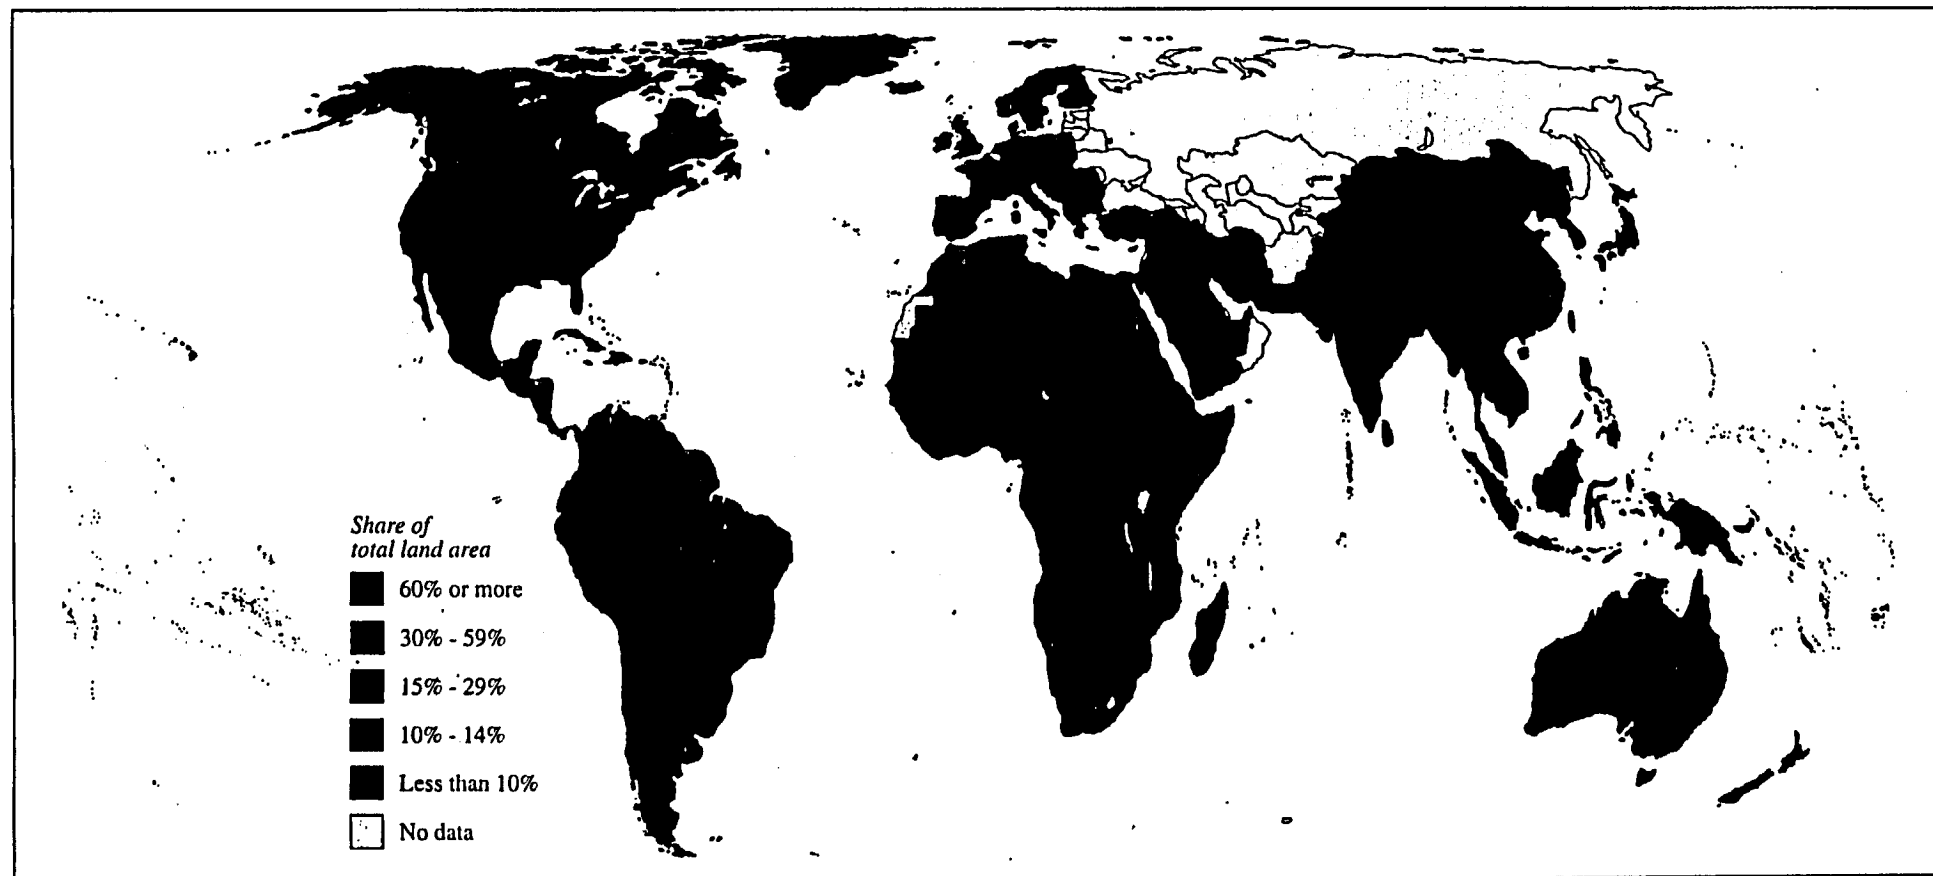 Share of
total land area
60% or more
30% - 59%
15% - 29%
10% - 14%
Less than 10%
No data